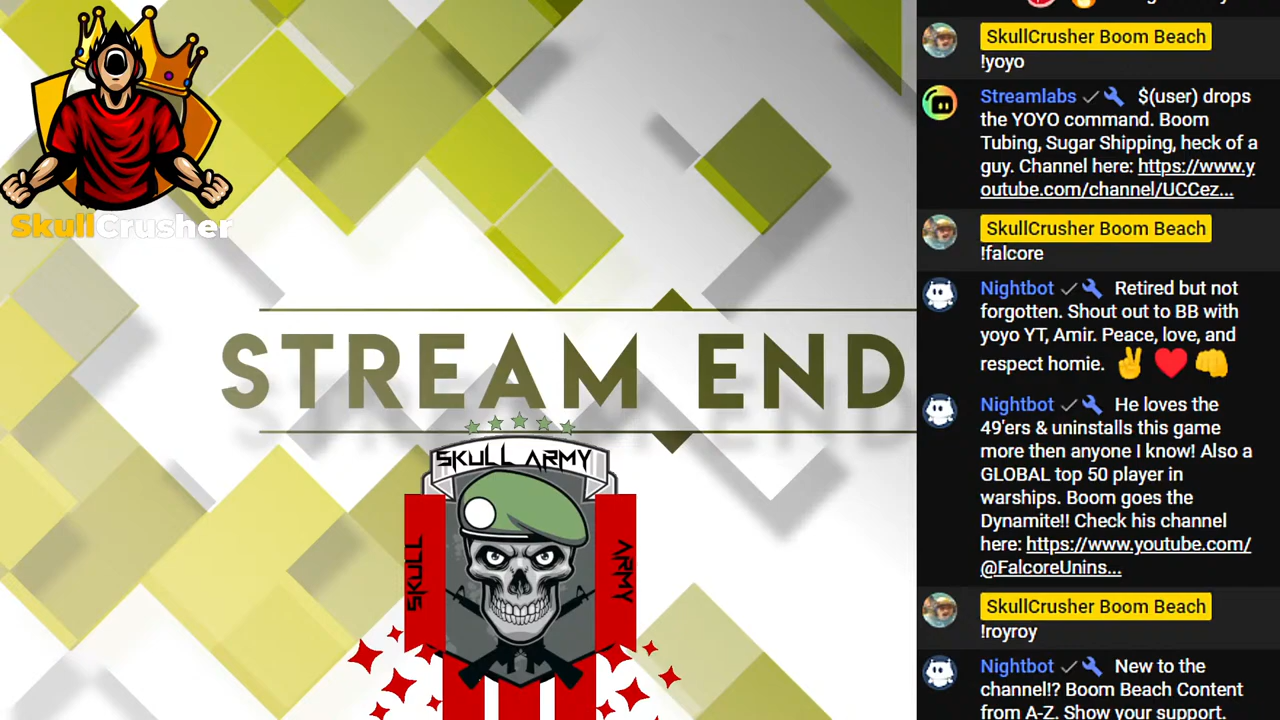 SkullCrusher
STREAM END
SKULL ARMY
SKULL
ARMY
SkullCrusher Boom Beach
!yoyo
Streamlabs $(user) drops
the YOYO command. Boom
Tubing, Sugar Shipping, heck of a
guy. Channel here: https://www.y
outube.com/channel/UCCez...
SkullCrusher Boom Beach
!falcore
Nightbot Retired but not
forgotten. Shout out to BB with
yoyo YT, Amir. Peace, love, and
respect homie. ✌️❤️👊
Nightbot He loves the
49'ers & uninstalls this game
more then anyone I know! Also a
GLOBAL top 50 player in
warships. Boom goes the
Dynamite!! Check his channel
here: https://www.youtube.com/
@FalcoreUnins...
SkullCrusher Boom Beach
!royroy
Nightbot New to the
channel!? Boom Beach Content
from A-Z. Show your support.